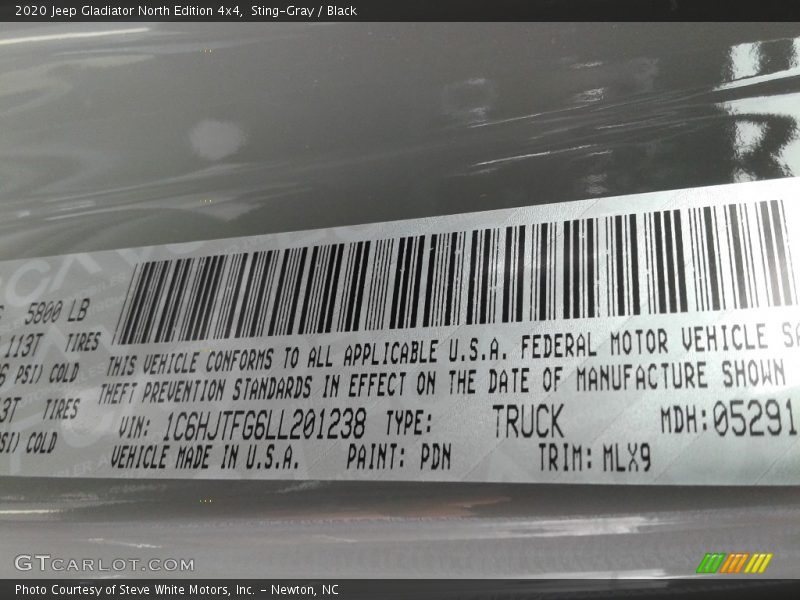 2020 Jeep Gladiator North Edition 4x4,  Sting-Gray / Black
5800 LB
113T TIRES
PSI) COLD
TIRES
COLD
THIS VEHICLE CONFORMS TO ALL APPLICABLE U.S.A. FEDERAL MOTOR VEHICLE
THEFT PREVENTION STANDARDS IN EFFECT ON THE DATE OF MANUFACTURE SHOWN
VIN: 1C6HJTFG6LL201238 TYPE: TRUCK MDH:05291
VEHICLE MADE IN U.S.A. PAINT: PDN TRIM: MLX9
GTCARLOT.COM
Photo Courtesy of Steve White Motors, Inc. - Newton, NC